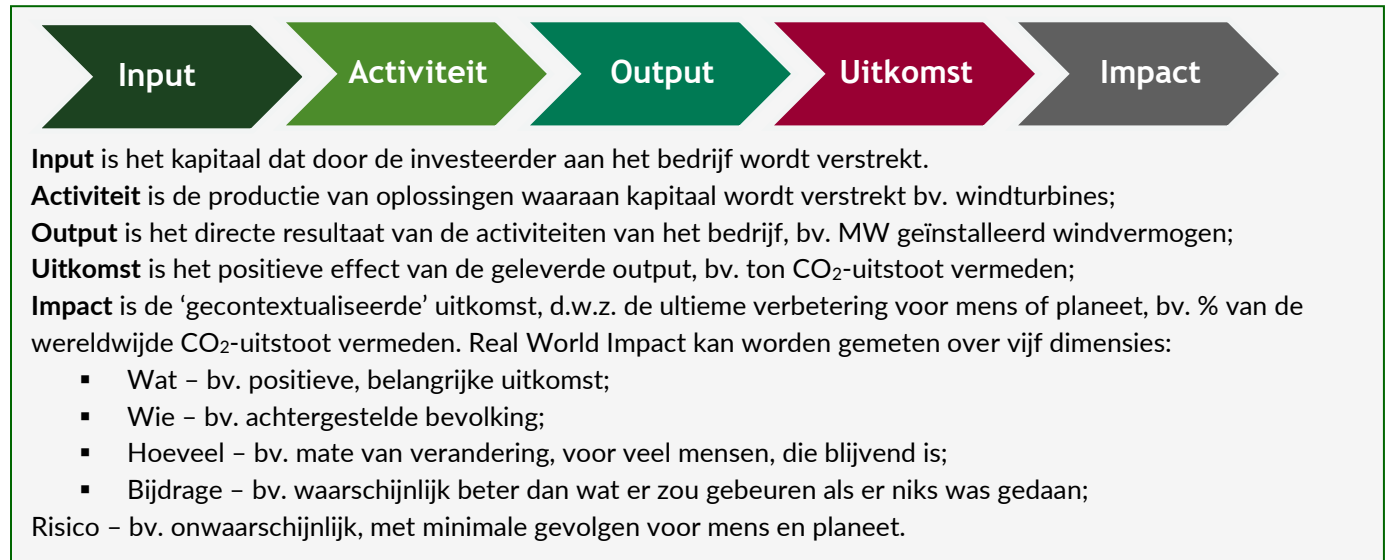 Input Activiteit Output Uitkomst Impact
Input is het kapitaal dat door de investeerder aan het bedrijf wordt verstrekt.
Activiteit is de productie van oplossingen waaraan kapitaal wordt verstrekt bv. windturbines;
Output is het directe resultaat van de activiteiten van het bedrijf, bv. MW geïnstalleerd windvermogen;
Uitkomst is het positieve effect van de geleverde output, bv. ton CO₂-uitstoot vermeden;
Impact is de ‘gecontextualiseerde’ uitkomst, d.w.z. de ultieme verbetering voor mens of planeet, bv. % van de
wereldwijde CO₂-uitstoot vermeden. Real World Impact kan worden gemeten over vijf dimensies:
▪ Wat – bv. positieve, belangrijke uitkomst;
▪ Wie – bv. achtergestelde bevolking;
▪ Hoeveel – bv. mate van verandering, voor veel mensen, die blijvend is;
▪ Bijdrage – bv. waarschijnlijk beter dan wat er zou gebeuren als er niks was gedaan;
Risico – bv. onwaarschijnlijk, met minimale gevolgen voor mens en planeet.